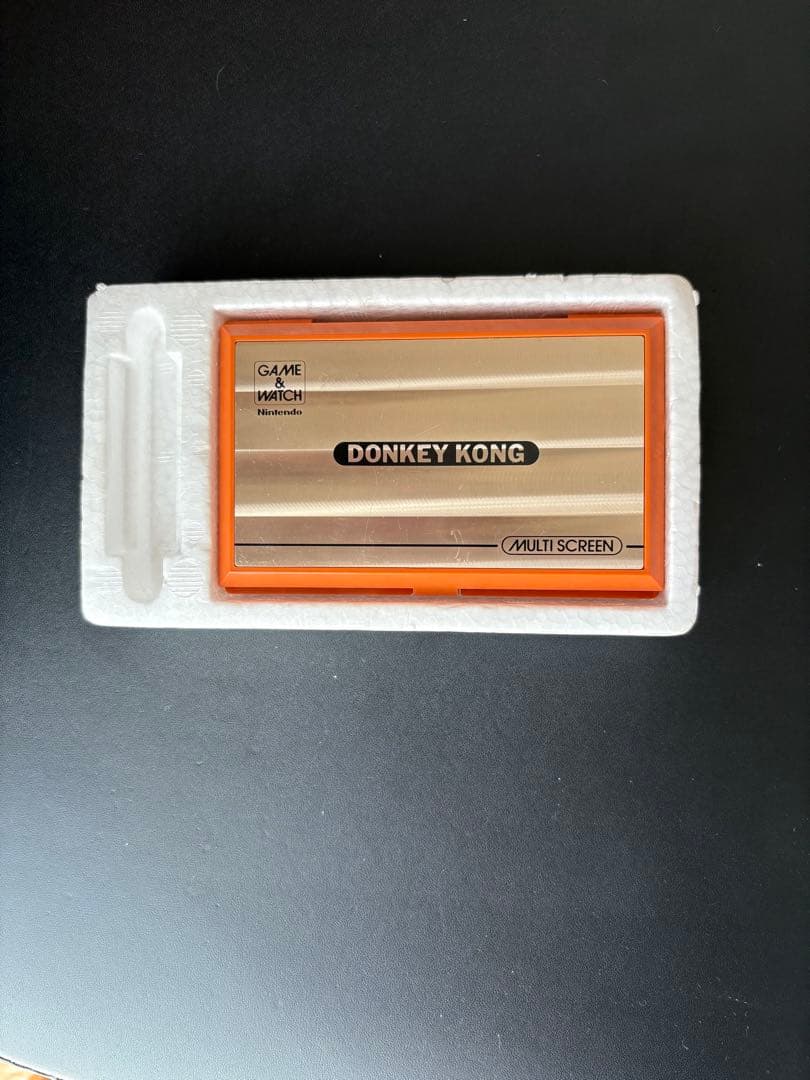 GAME
&
WATCH
Nintendo
DONKEY KONG
MULTI SCREEN